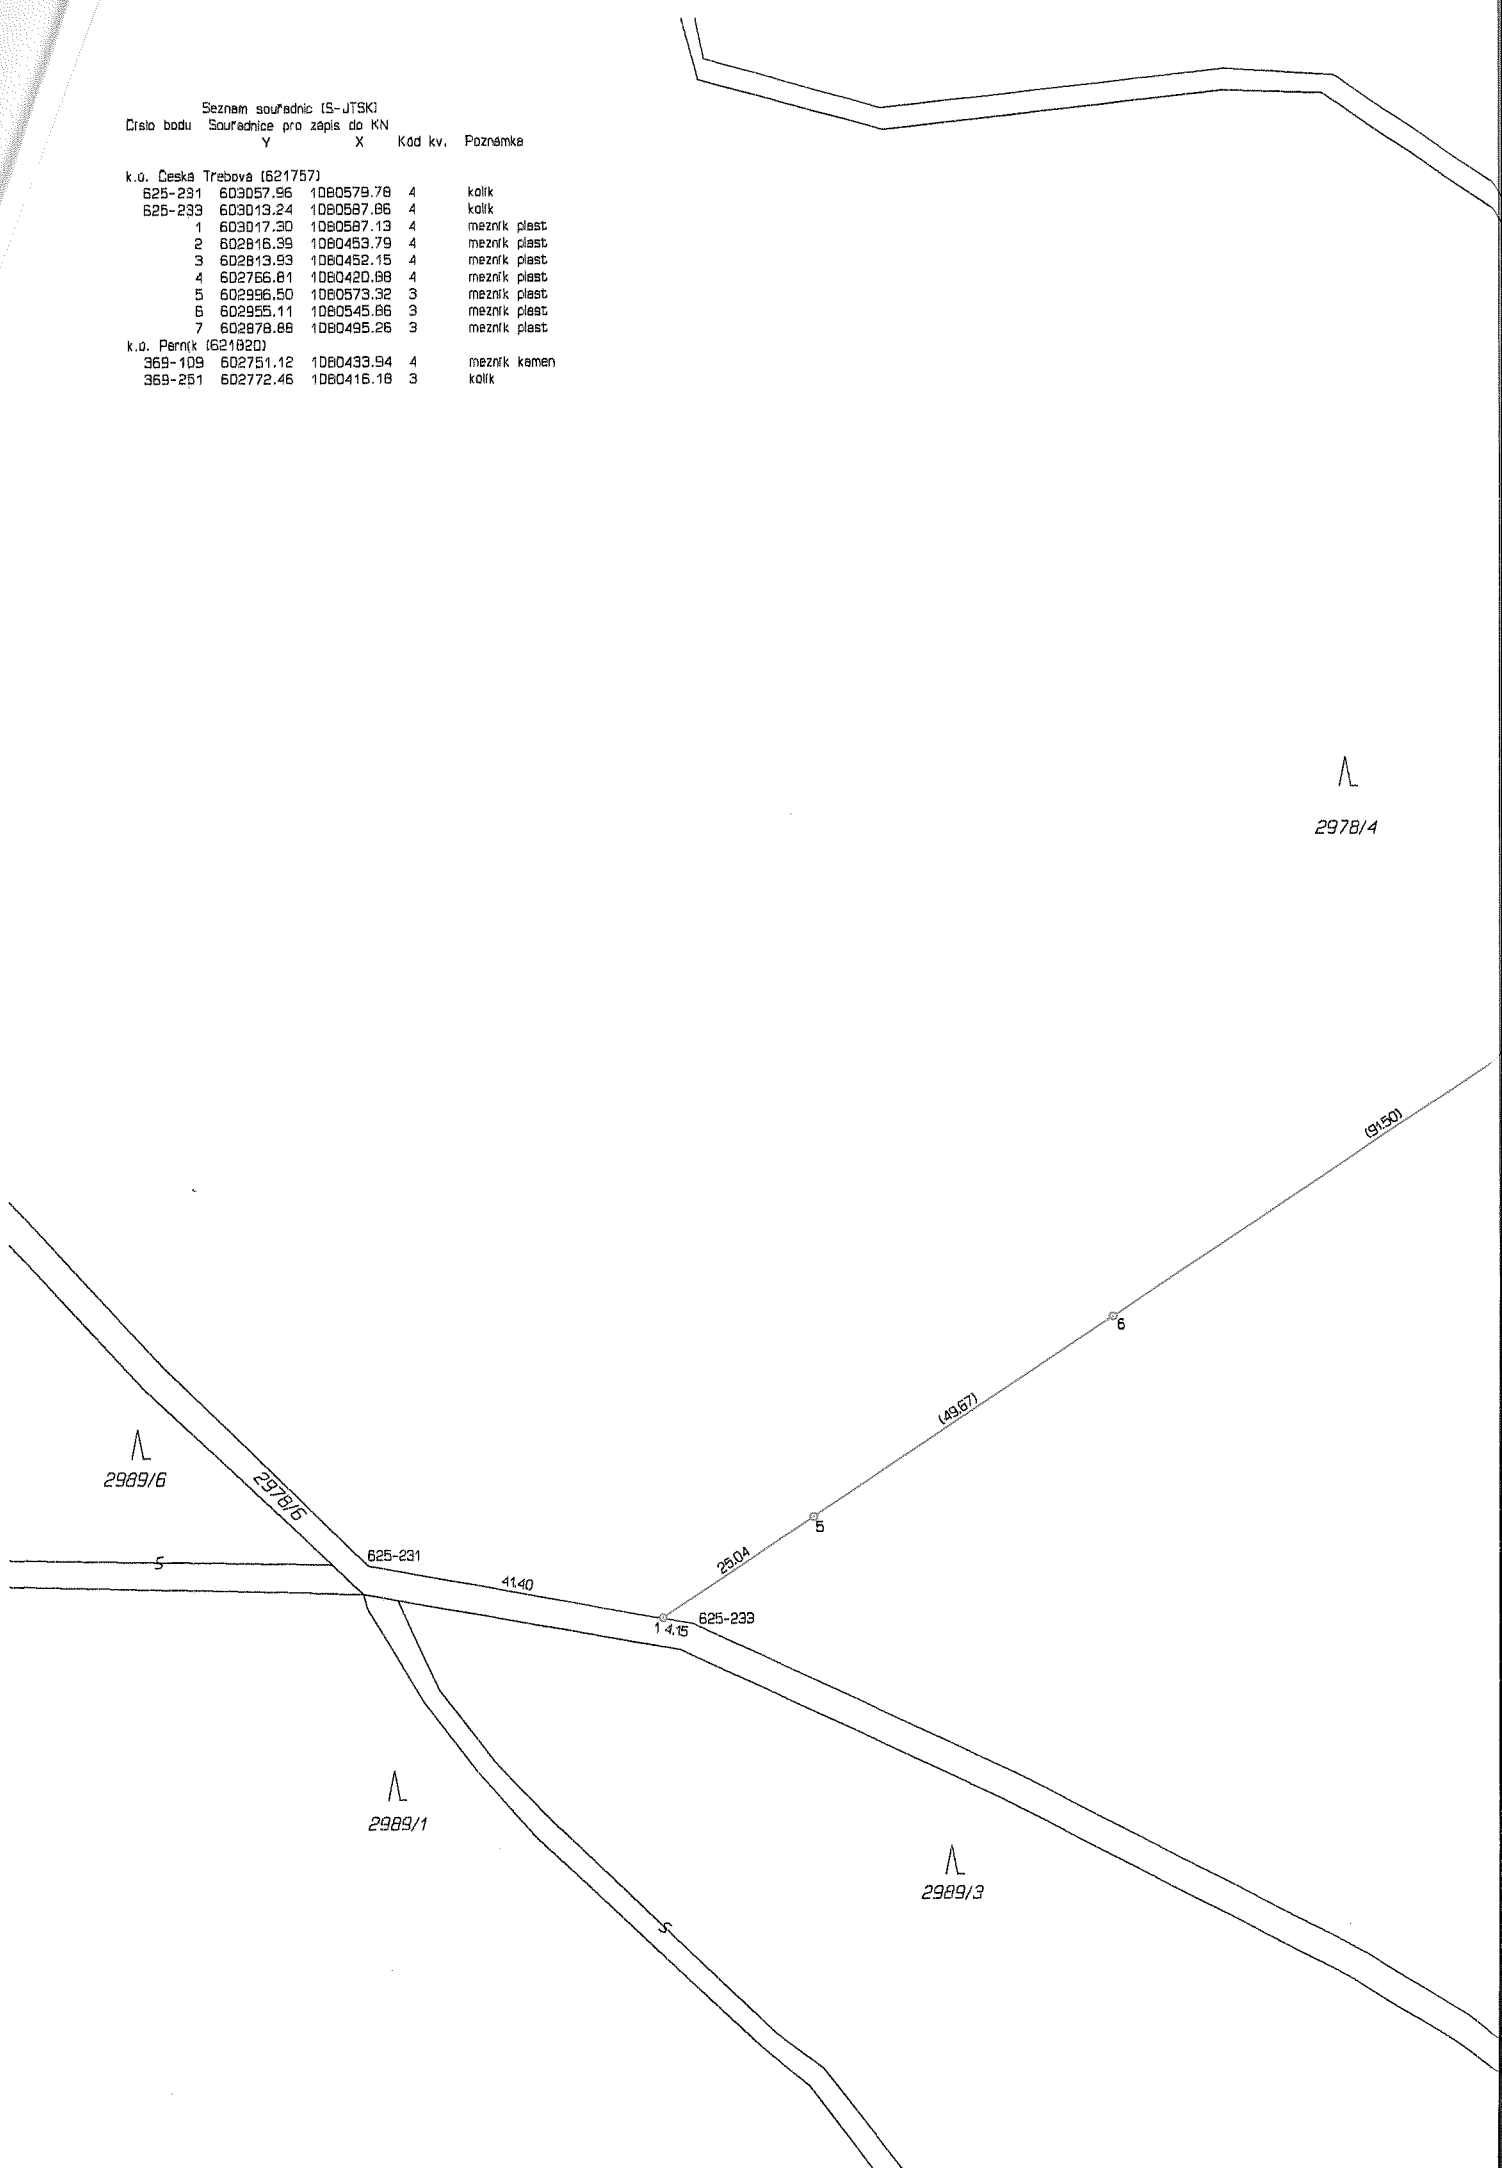 Seznam souřadnic (S-JTSK)
Číslo bodu Souřadnice pro zápis do KN
Y X Kód kv. Poznámka
k.ú. Česká Třebová (621757)
625-231 603057.96 1080579.78 4 kolík
625-233 603013.24 1080587.86 4 kolík
1 603017.30 1080587.13 4 mezník plast
2 602816.39 1080453.79 4 mezník plast
3 602813.93 1080452.15 4 mezník plast
4 602766.81 1080420.88 4 mezník plast
5 602996.50 1080573.32 3 mezník plast
6 602955.11 1080545.86 3 mezník plast
7 602878.88 1080495.26 3 mezník plast
k.ú. Parník (621820)
369-109 602751.12 1080433.94 4 mezník kamen
369-251 602772.46 1080416.18 3 kolík
2978/4
(91.50)
6
(49.67)
2989/6
2978/6
5
625-231
25.04
41.40
625-233
1 4.15
2989/1
2989/3